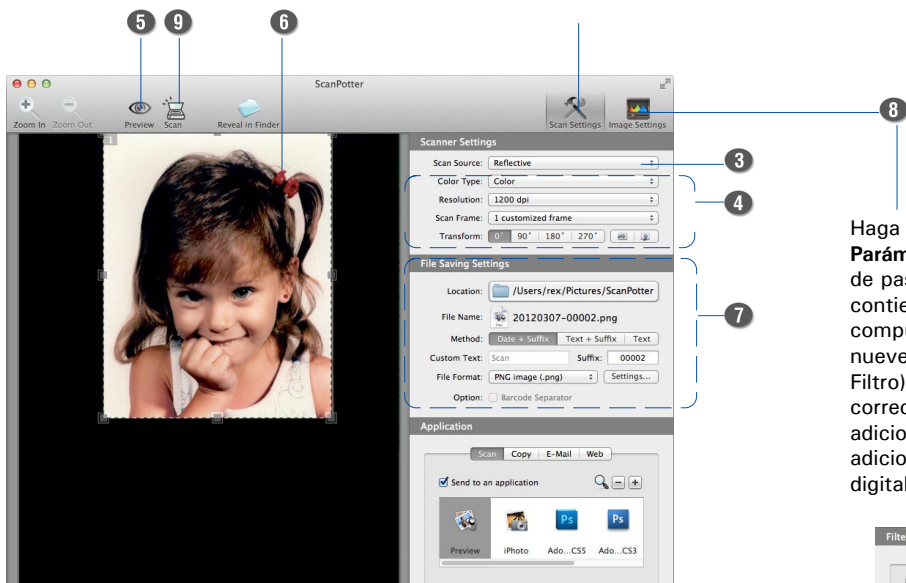 5 9 6
ScanPotter
Zoom In Zoom Out Preview Scan Reveal in Finder Scan Settings Image Settings
8
1
Scanner Settings
Scan Source: Reflective
3
Color Type: Color
Resolution: 1200 dpi
4
Scan Frame: 1 customized frame
Transform: 0° 90° 180° 270°
File Saving Settings
Location: /Users/rex/Pictures/ScanPotter
File Name: 20120307-00002.png
7
Method: Date + Suffix Text + Suffix Text
Custom Text: Scan Suffix: 00002
File Format: PNG image (.png) Settings...
Option: Barcode Separator
Application
Scan Copy E-Mail Web
Send to an application
Ps Ps
Preview iPhoto Ado...CS5 Ado...CS3
Haga
Parám
de pas
contie
compu
nueve
Filtro)
correc
adicio
adicio
digital
Filte